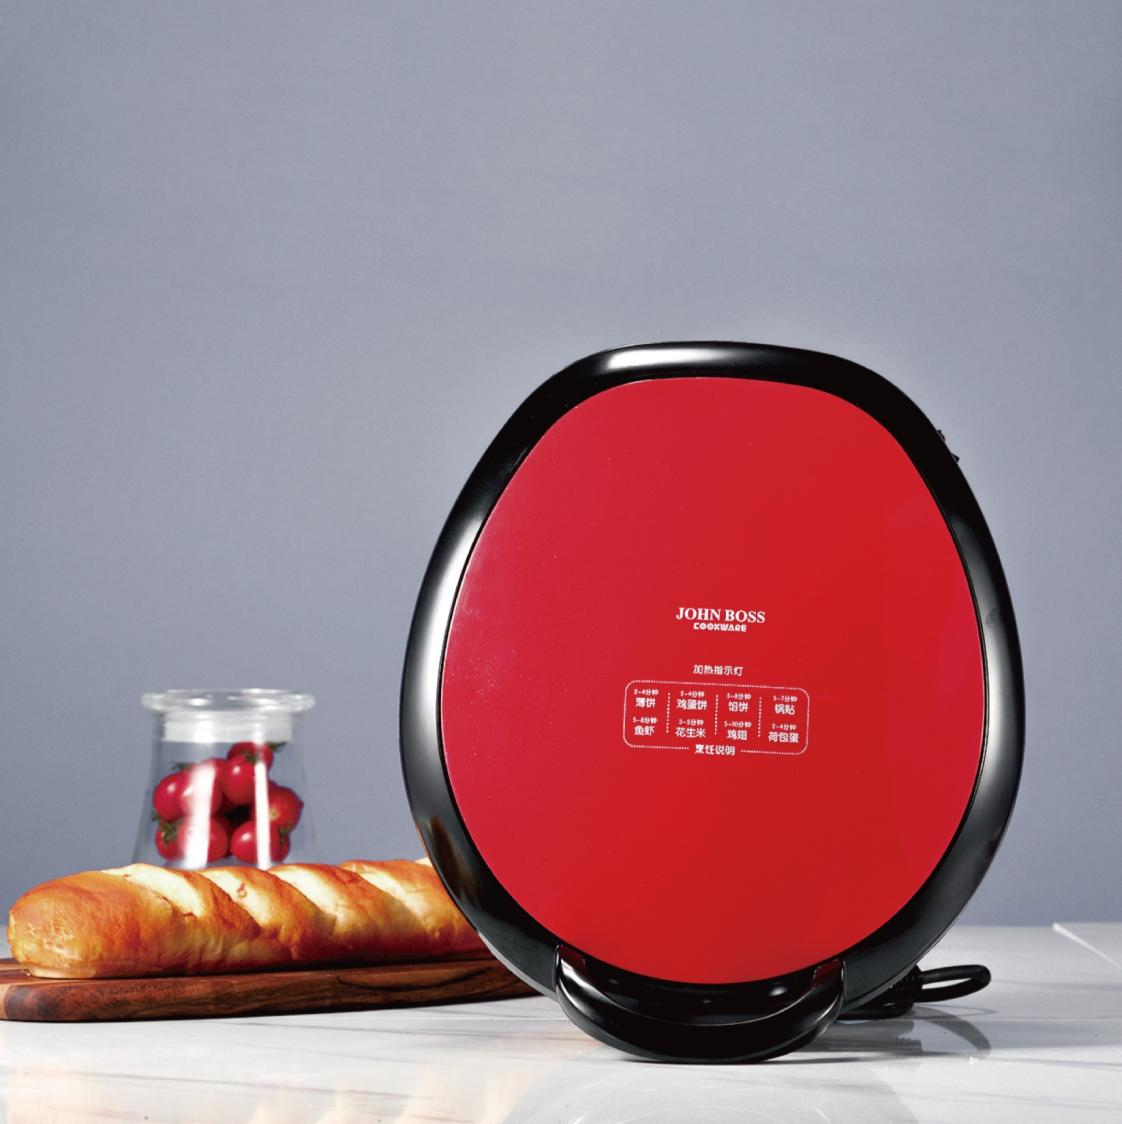 JOHN BOSS
COOKWARE
加热指示灯
2-4分钟 2-4分钟 5-8分钟 5-7分钟
薄饼 鸡蛋饼 馅饼 锅贴
5-8分钟 3-5分钟 5-10分钟 2-4分钟
鱼虾 花生米 鸡翅 荷包蛋
烹饪说明